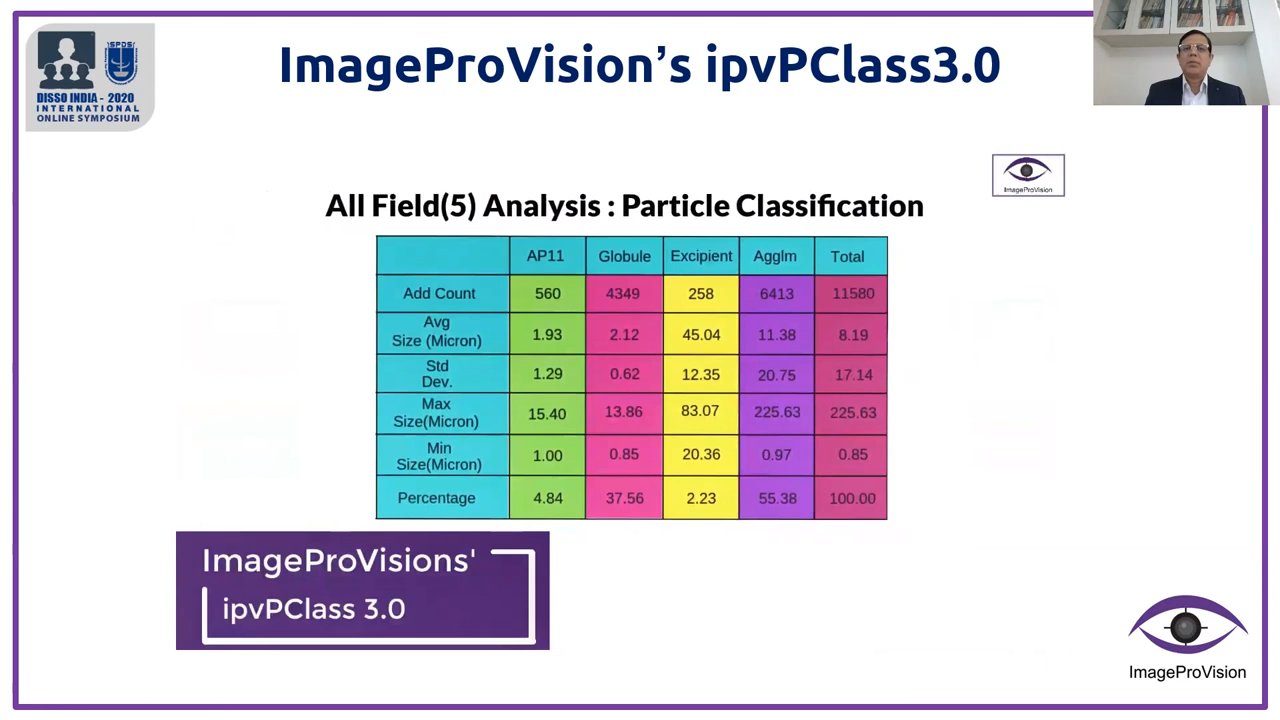 ImageProVision's ipvPClass3.0
SPDS
DISSO INDIA - 2020
INTERNATIONAL
ONLINE SYMPOSIUM
ImageProVision
All Field(5) Analysis : Particle Classification
AP11 Globule Excipient Agglm Total
Add Count 560 4349 258 6413 11580
Avg
Size (Micron) 1.93 2.12 45.04 11.38 8.19
Std
Dev. 1.29 0.62 12.35 20.75 17.14
Max
Size(Micron) 15.40 13.86 83.07 225.63 225.63
Min
Size(Micron) 1.00 0.85 20.36 0.97 0.85
Percentage 4.84 37.56 2.23 55.38 100.00
ImageProVisions'
ipvPClass 3.0
ImageProVision